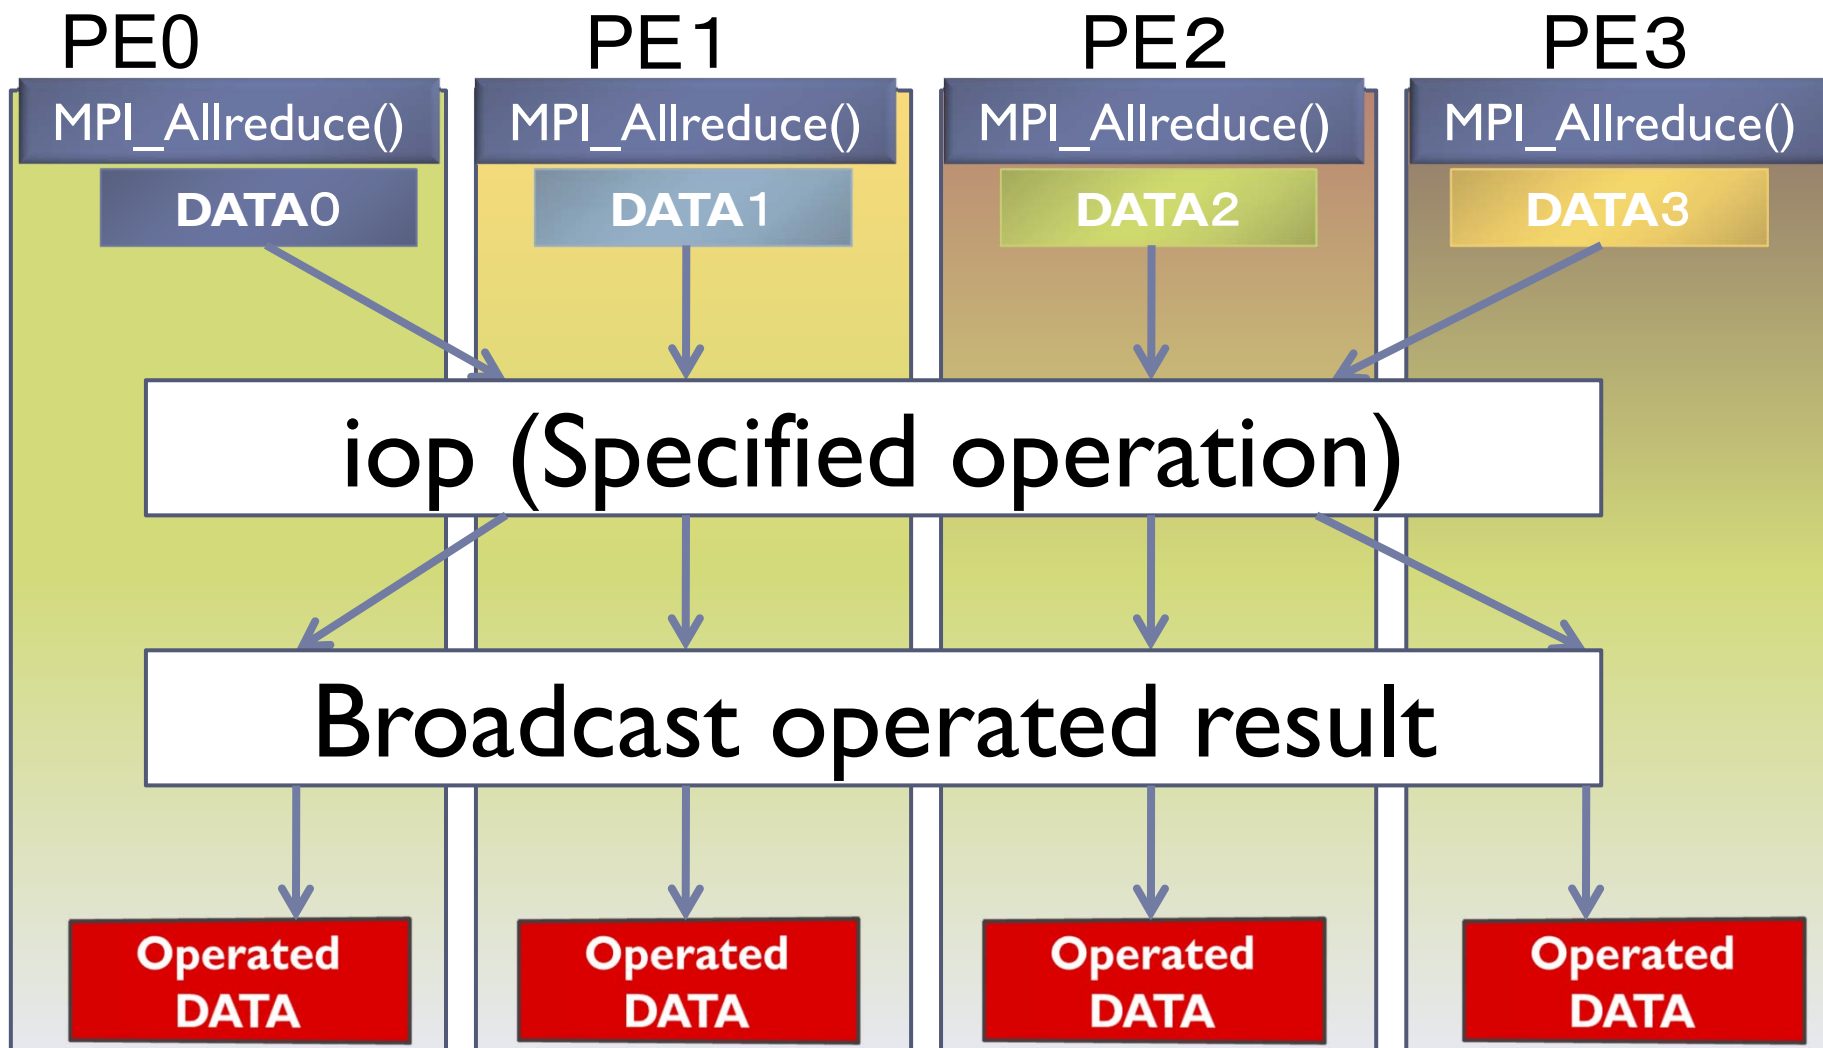 PE0 PE1 PE2 PE3
MPI_Allreduce() MPI_Allreduce() MPI_Allreduce() MPI_Allreduce()
DATA0 DATA1 DATA2 DATA3
iop (Specified operation)
Broadcast operated result
Operated Operated Operated Operated
DATA DATA DATA DATA